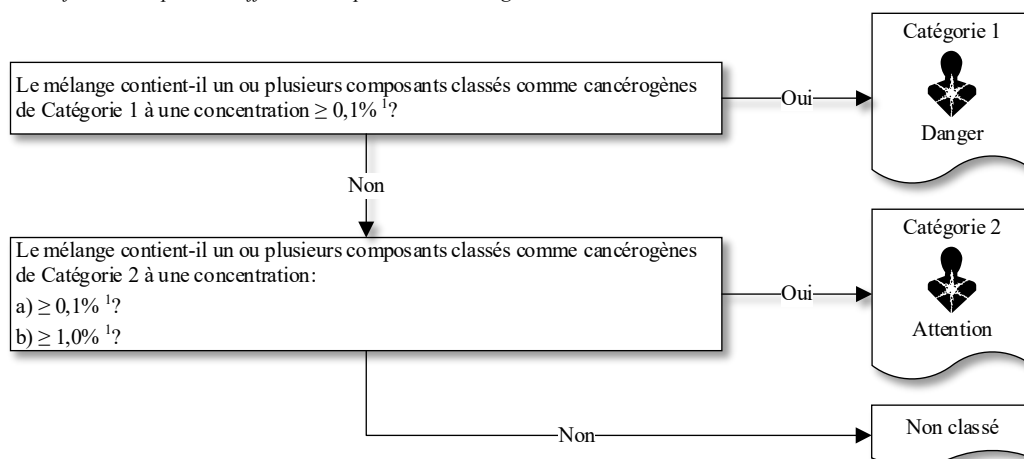 Catégorie 1
Le mélange contient-il un ou plusieurs composants classés comme cancérogènes
de Catégorie 1 à une concentration ≥ 0,1% ¹?
Oui
Danger
Non
Catégorie 2
Le mélange contient-il un ou plusieurs composants classés comme cancérogènes
de Catégorie 2 à une concentration:
a) ≥ 0,1% ¹?
b) ≥ 1,0% ¹?
Oui
Attention
Non
Non classé